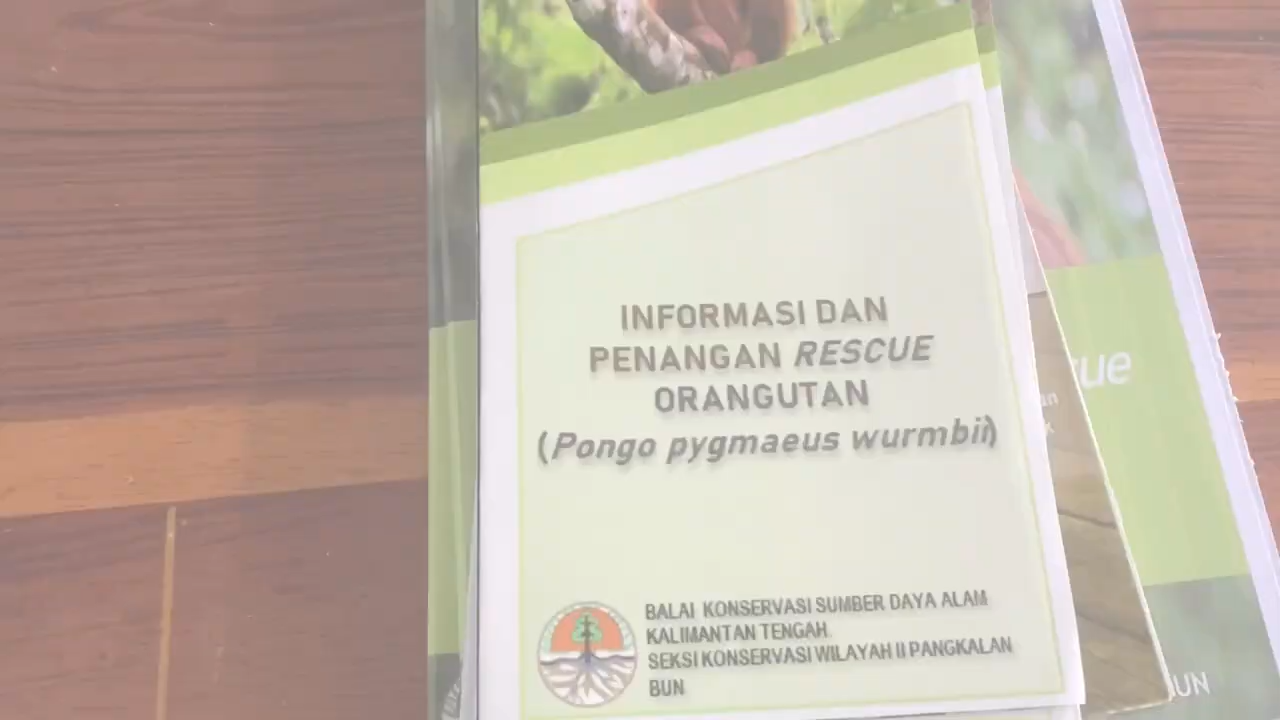 INFORMASI DAN
PENANGAN RESCUE
ORANGUTAN
(Pongo pygmaeus wurmbii)
BALAI KONSERVASI SUMBER DAYA ALAM
KALIMANTAN TENGAH.
SEKSI KONSERVASI WILAYAH II PANGKALAN
BUN